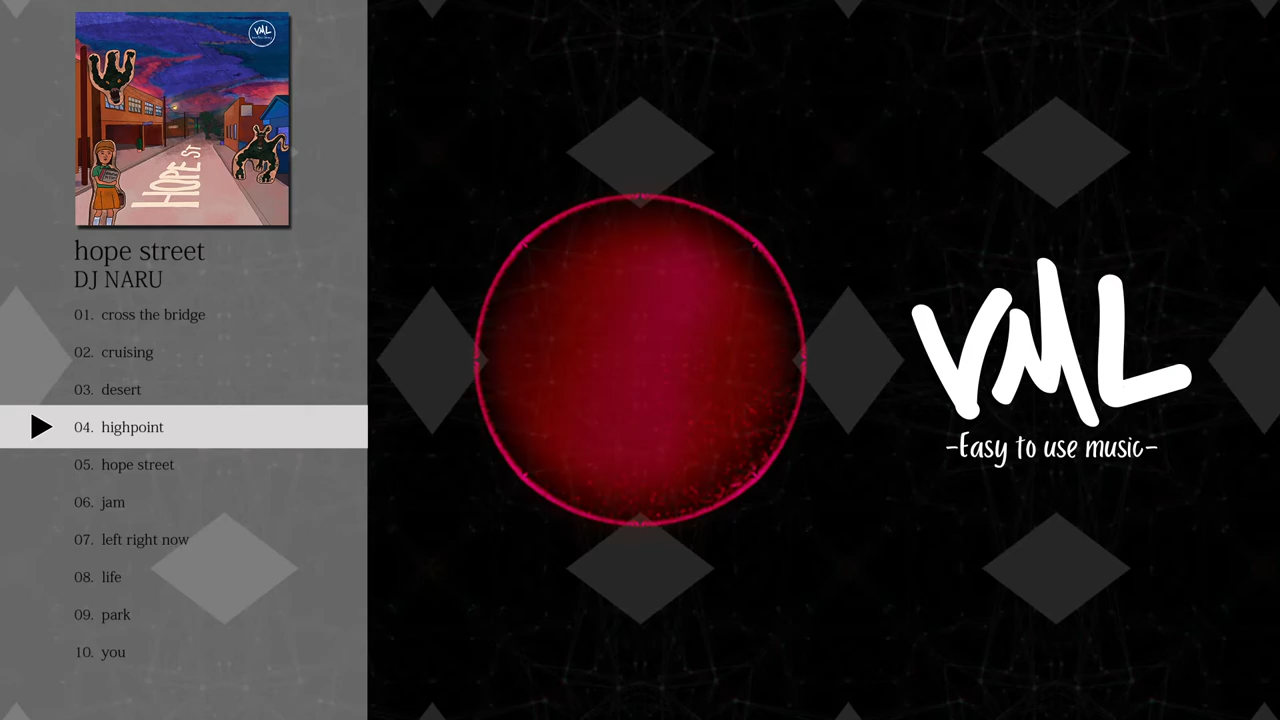 VML
HOPE ST
hope street
DJ NARU
01. cross the bridge
02. cruising
03. desert
04. highpoint
05. hope street
06. jam
07. left right now
08. life
09. park
10. you
VML
-Easy to use music-